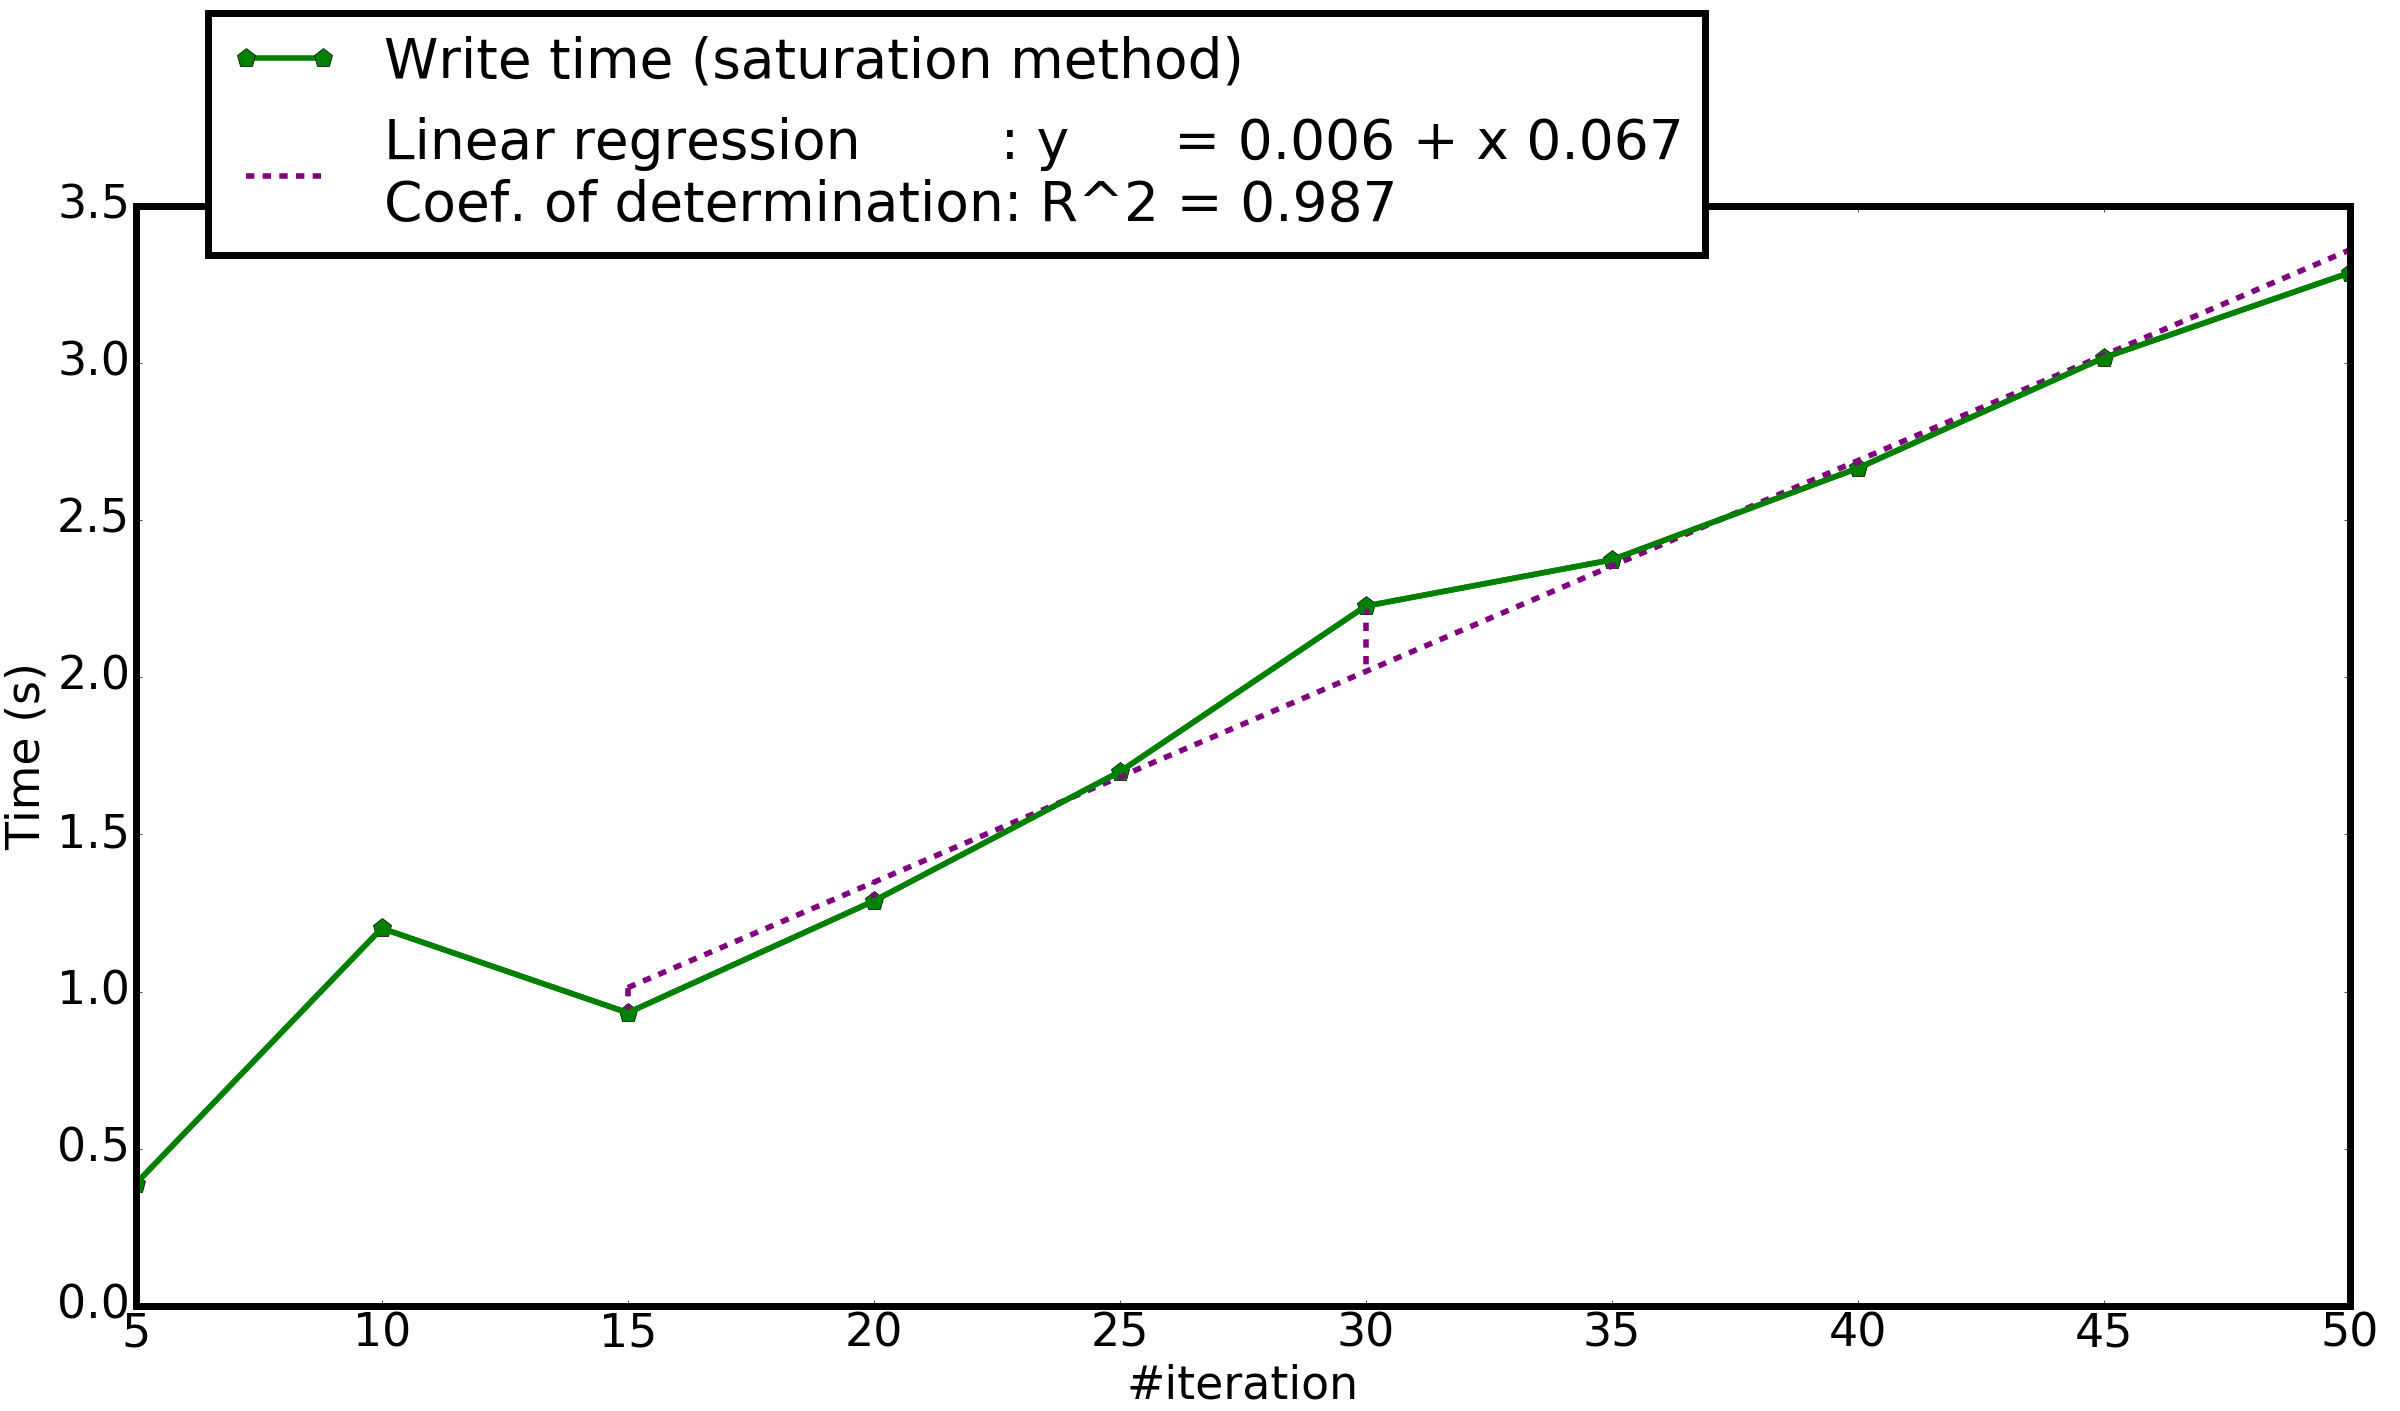 Write time (saturation method)
Linear regression : y = 0.006 + x 0.067
Coef. of determination: R^2 = 0.987
3.5
3.0
2.5
2.0
1.5
1.0
0.5
0.0
Time (s)
5 10 15 20 25 30 35 40 45 50
#iteration